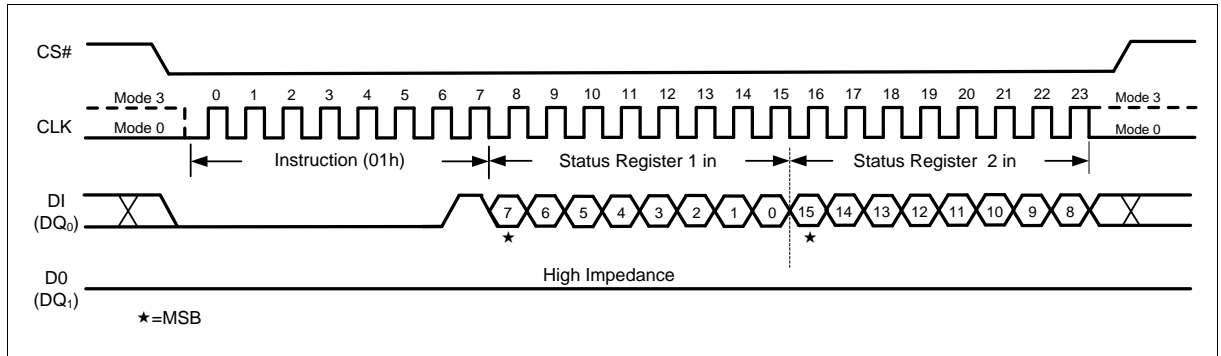 CS#
Mode 3 0 1 2 3 4 5 6 7 8 9 10 11 12 13 14 15 16 17 18 19 20 21 22 23 Mode 3
CLK Mode 0 Mode 0
Instruction (01h) Status Register 1 in Status Register 2 in
DI
(DQ0) 7 6 5 4 3 2 1 0 15 14 13 12 11 10 9 8
★ ★
High Impedance
D0
(DQ1)
★=MSB